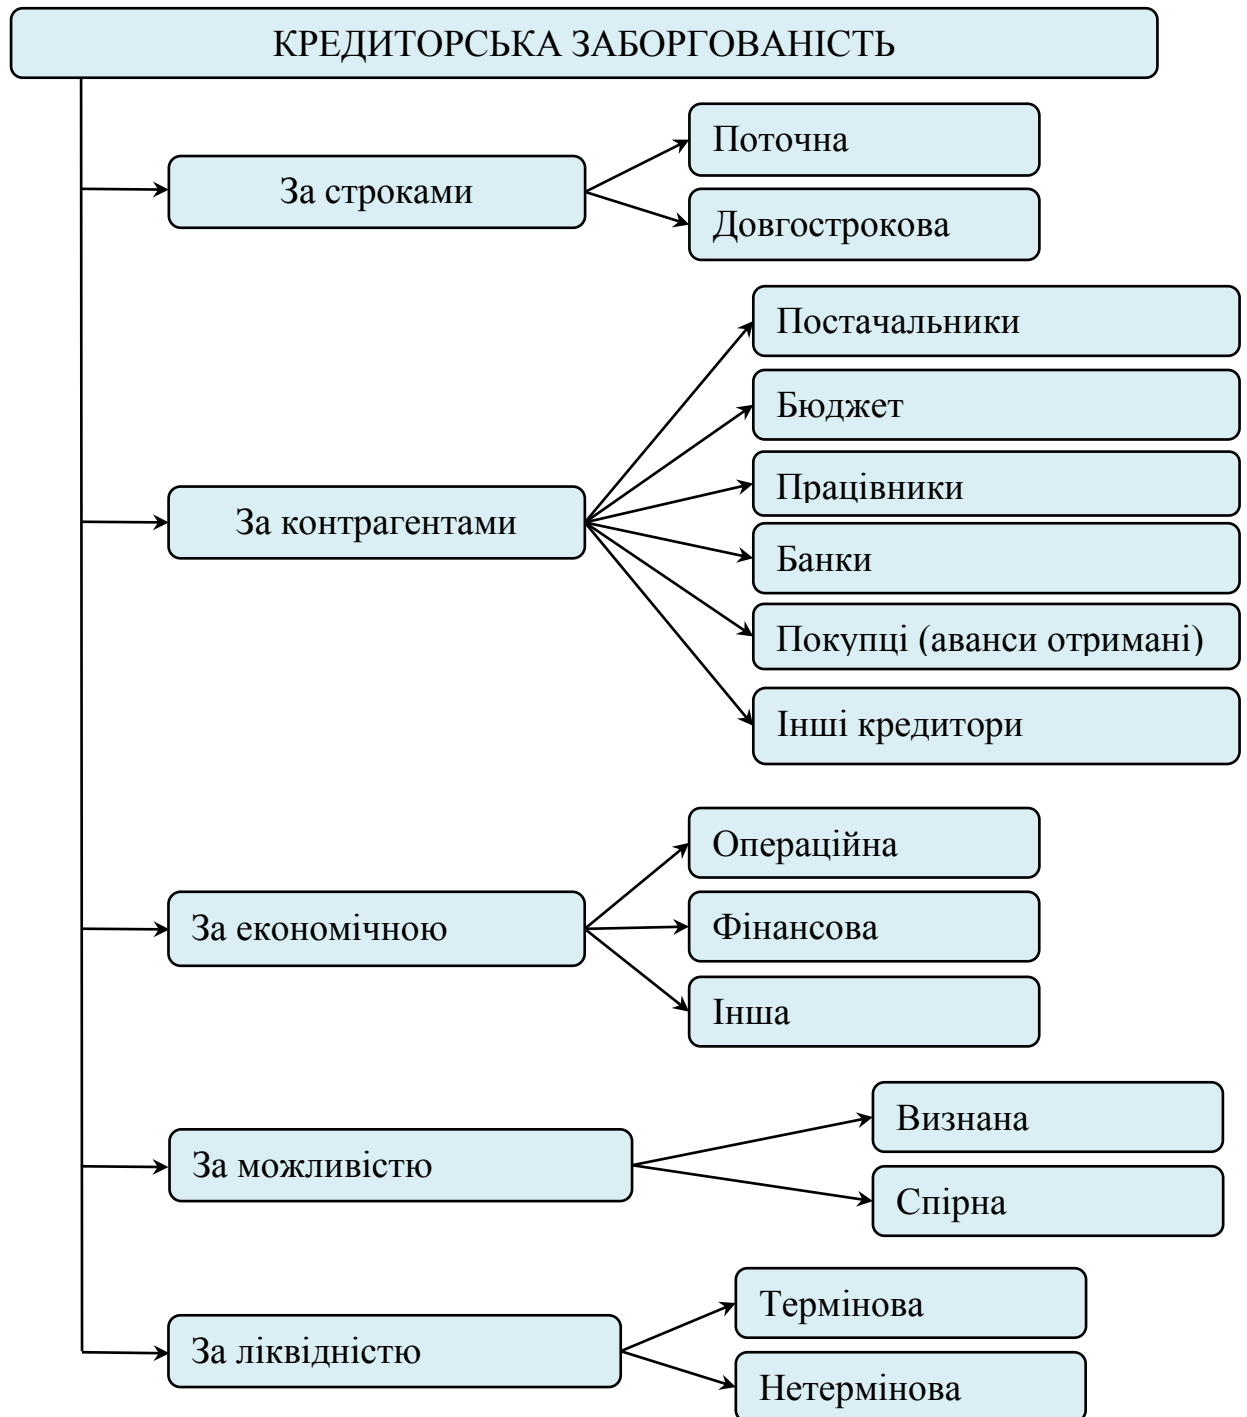 КРЕДИТОРСЬКА ЗАБОРГОВАНІСТЬ
За строками
Поточна
Довгострокова
За контрагентами
Постачальники
Бюджет
Працівники
Банки
Покупці (аванси отримані)
Інші кредитори
За економічною
Операційна
Фінансова
Інша
За можливістю
Визнана
Спірна
За ліквідністю
Термінова
Нетермінова